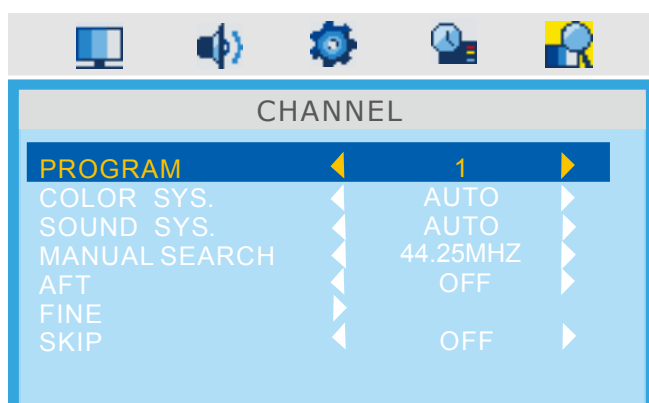 CHANNEL
PROGRAM 1
COLOR SYS. AUTO
SOUND SYS. AUTO
MANUAL SEARCH 44.25MHZ
AFT OFF
FINE
SKIP OFF